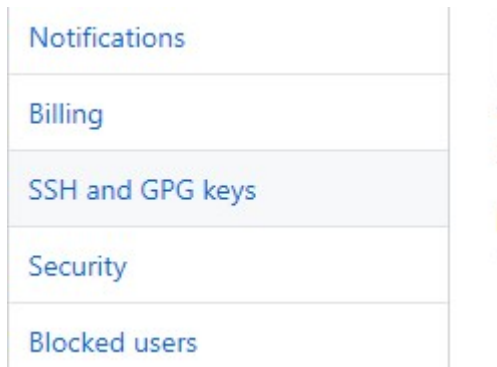 Notifications
Billing
SSH and GPG keys
Security
Blocked users